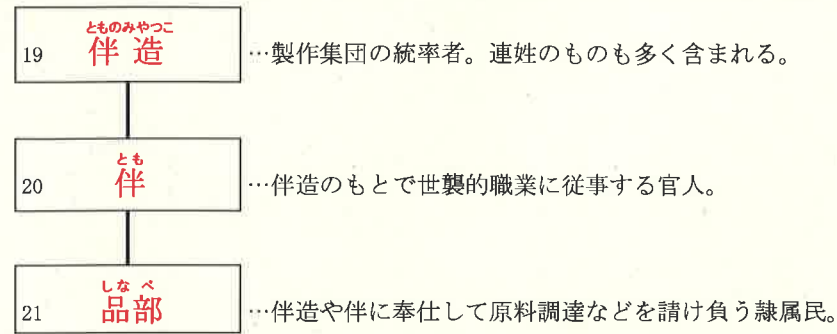 とものみやつこ
19 伴造 …製作集団の統率者。連姓のものも多く含まれる。
とも
20 伴 …伴造のもとで世襲的職業に従事する官人。
しなべ
21 品部 …伴造や伴に奉仕して原料調達などを請け負う隷属民。